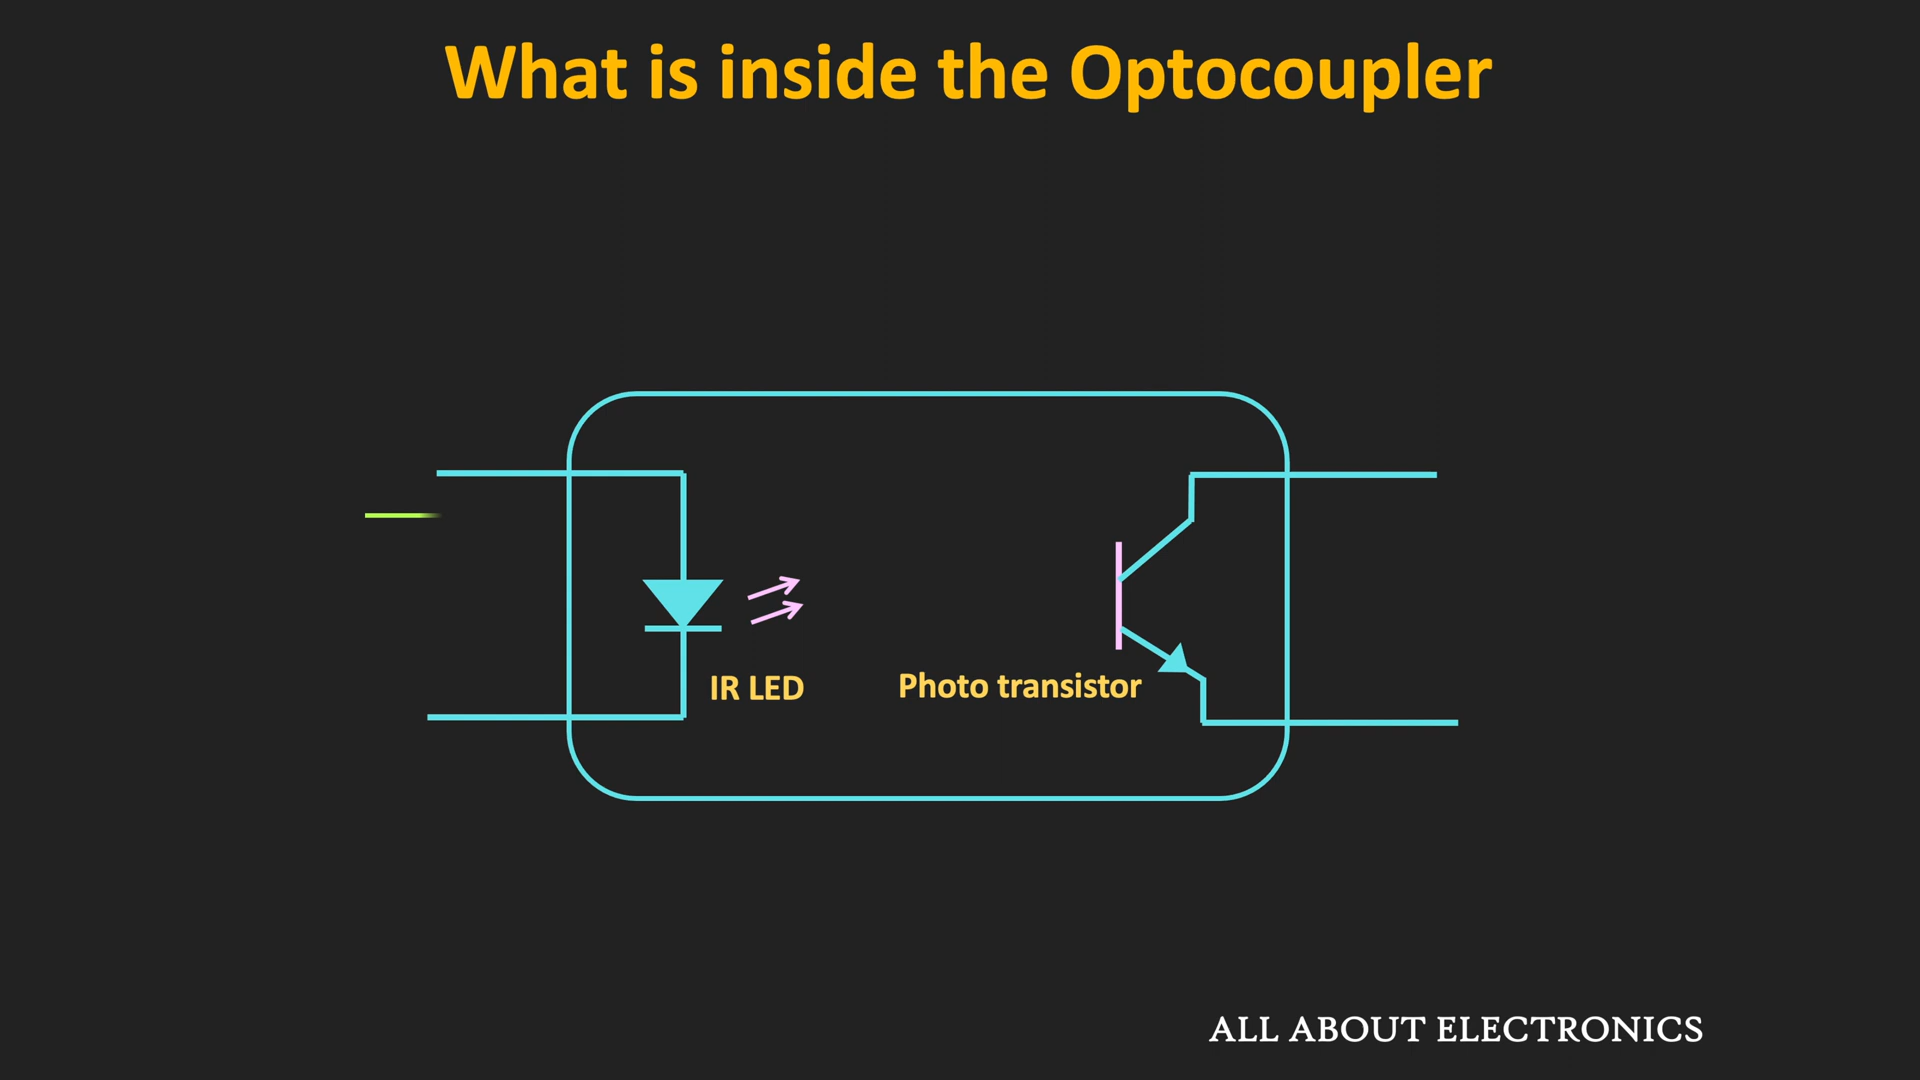 What is inside the Optocoupler
IR LED
Photo transistor
ALL ABOUT ELECTRONICS